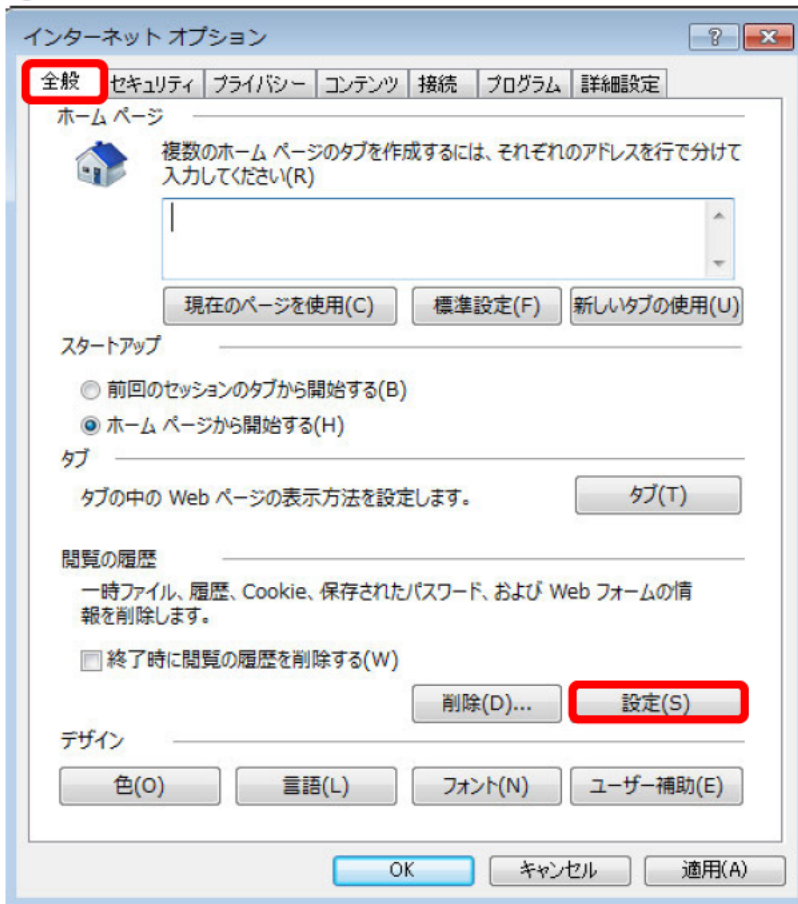 インターネット オプション
全般 セキュリティ プライバシー コンテンツ 接続 プログラム 詳細設定
ホーム ページ
複数のホーム ページのタブを作成するには、それぞれのアドレスを行で分けて
入力してください(R)
現在のページを使用(C) 標準設定(F) 新しいタブの使用(U)
スタートアップ
前回のセッションのタブから開始する(B)
ホーム ページから開始する(H)
タブ
タブの中の Web ページの表示方法を設定します。 タブ(T)
閲覧の履歴
一時ファイル、履歴、Cookie、保存されたパスワード、および Web フォームの情
報を削除します。
終了時に閲覧の履歴を削除する(W)
削除(D)... 設定(S)
デザイン
色(O) 言語(L) フォント(N) ユーザー補助(E)
OK キャンセル 適用(A)